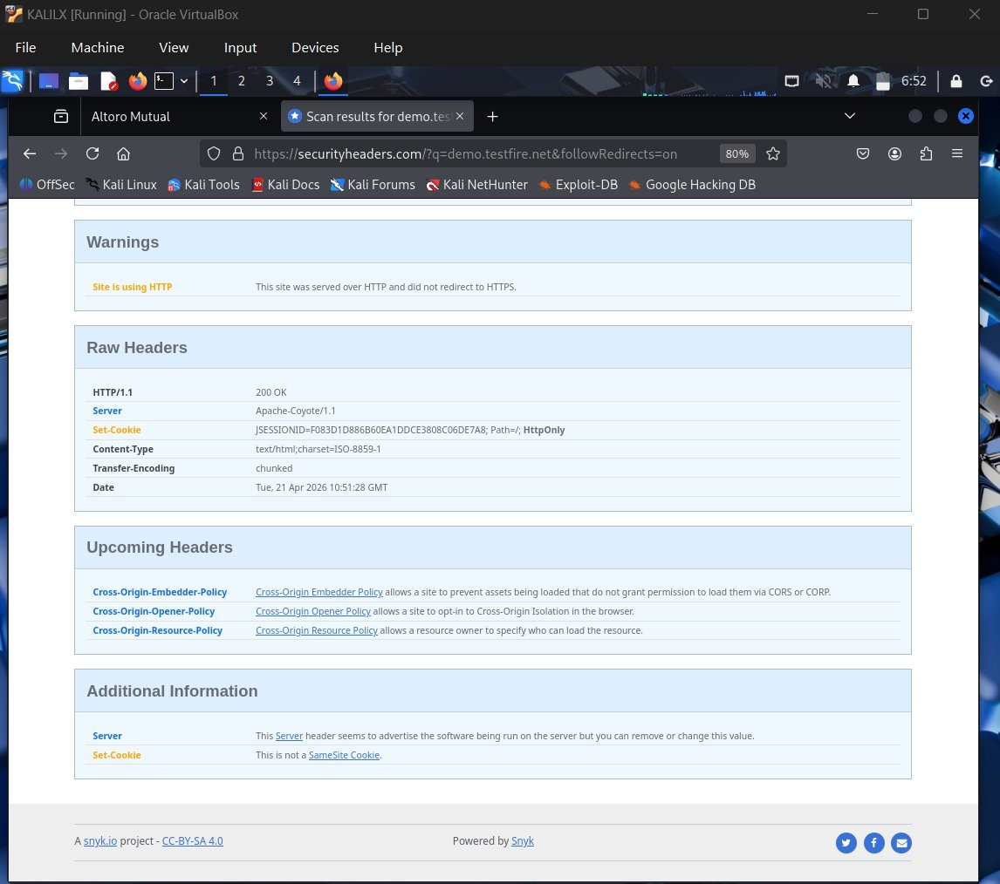 KALILX [Running] - Oracle VirtualBox
File Machine View Input Devices Help
1 2 3 4 6:52
Altoro Mutual Scan results for demo.tes
https://securityheaders.com/?q=demo.testfire.net&followRedirects=on 80%
OffSec Kali Linux Kali Tools Kali Docs Kali Forums Kali NetHunter Exploit-DB Google Hacking DB
Warnings
Site is using HTTP This site was served over HTTP and did not redirect to HTTPS.
Raw Headers
HTTP/1.1 200 OK
Server Apache-Coyote/1.1
Set-Cookie JSESSIONID=F083D1D886B60EA1DDCE3808C06DE7A8; Path=/; HttpOnly
Content-Type text/html;charset=ISO-8859-1
Transfer-Encoding chunked
Date Tue, 21 Apr 2026 10:51:28 GMT
Upcoming Headers
Cross-Origin-Embedder-Policy Cross-Origin Embedder Policy allows a site to prevent assets being loaded that do not grant permission to load them via CORS or CORP.
Cross-Origin-Opener-Policy Cross-Origin Opener Policy allows a site to opt-in to Cross-Origin Isolation in the browser.
Cross-Origin-Resource-Policy Cross-Origin Resource Policy allows a resource owner to specify who can load the resource.
Additional Information
Server This Server header seems to advertise the software being run on the server but you can remove or change this value.
Set-Cookie This is not a SameSite Cookie.
A snyk.io project - CC-BY-SA 4.0 Powered by Snyk